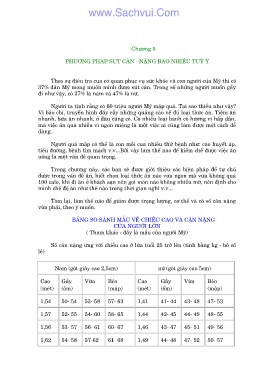 www.Sachvui.Com
Chương 5
PHƯƠNG PHÁP SỤT CÂN - NẶNG BAO NHIÊU TUỲ Ý
Theo sự điều tra của cơ quan phục vụ sức khỏe và con người của Mỹ thì có
37% dân Mỹ mong muốn mình được sút cân. Trong số những người muốn gầy
đi như vậy, có 27% là nam và 47% là nữ.
Người ta tính rằng có 60 triệu người Mỹ mập quá. Tại sao thiếu như vậy?
Vì báo chí, truyền hình đầy rẫy những quảng cáo về đủ loại thức ăn. Tiệm ăn
nhanh, bữa ăn nhanh, ở đâu cũng có. Có nhiều loại bánh có hương vị hấp dẫn,
mà việc ăn quá nhiều vì ngon miệng là một việc ai cũng làm được một cách dễ
dàng.
Người quá mập có thể là con mồi của nhiều thứ bệnh như: cao huyết áp,
tiểu đường, bệnh tim mạch v.v...Bởi vậy làm thế nào để kiểm chế được việc ăn
uống là một vấn đề quan trọng.
Trong chương này, các bạn sẽ được giới thiệu các biện pháp để tự chủ
được trong vấn đề ăn, biết chọn loại thức ăn nào vừa ngon mà vừa không quá
100 calo, khi đi ăn ở khách sạn nên gọi món nào không nhiều mỡ, nên định cho
mình chế độ ăn như thế nào trong thời gian nghỉ v.v...
Tóm lại, làm thế nào để giảm được trọng lượng, cơ thể và có số cân nặng
vừa phải, theo ý muốn.
BẢNG SO SÁNH MẪU VỀ CHIỀU CAO VÀ CÂN NẶNG
CỦA NGƯỜI LỚN
( Tham khảo - đây là mẫu của người Mỹ)
Số cân nặng ứng với chiều cao ở lứa tuổi 25 trở lên (tính bằng kg - bỏ số
lẻ)
Nam (gót giầy cao 2,5cm) nữ (gót giầy cao 5cm)
Cao (mét) Gầy (ốm) Vừa Béo (mập) Cao (mét) Gầy (ốm) Vừa Béo (mập)
1,54 50- 54 53- 58 57- 63 1,41 41- 44 43- 48 47- 53
1,57 52- 55 54- 60 58- 65 1,44 42- 45 44- 49 48- 55
1,56 53- 57 56- 61 60- 67 1,46 43- 47 45- 51 49- 56
1,62 54- 58 57-62 61- 68 1,49 44- 48 47- 52 50- 57